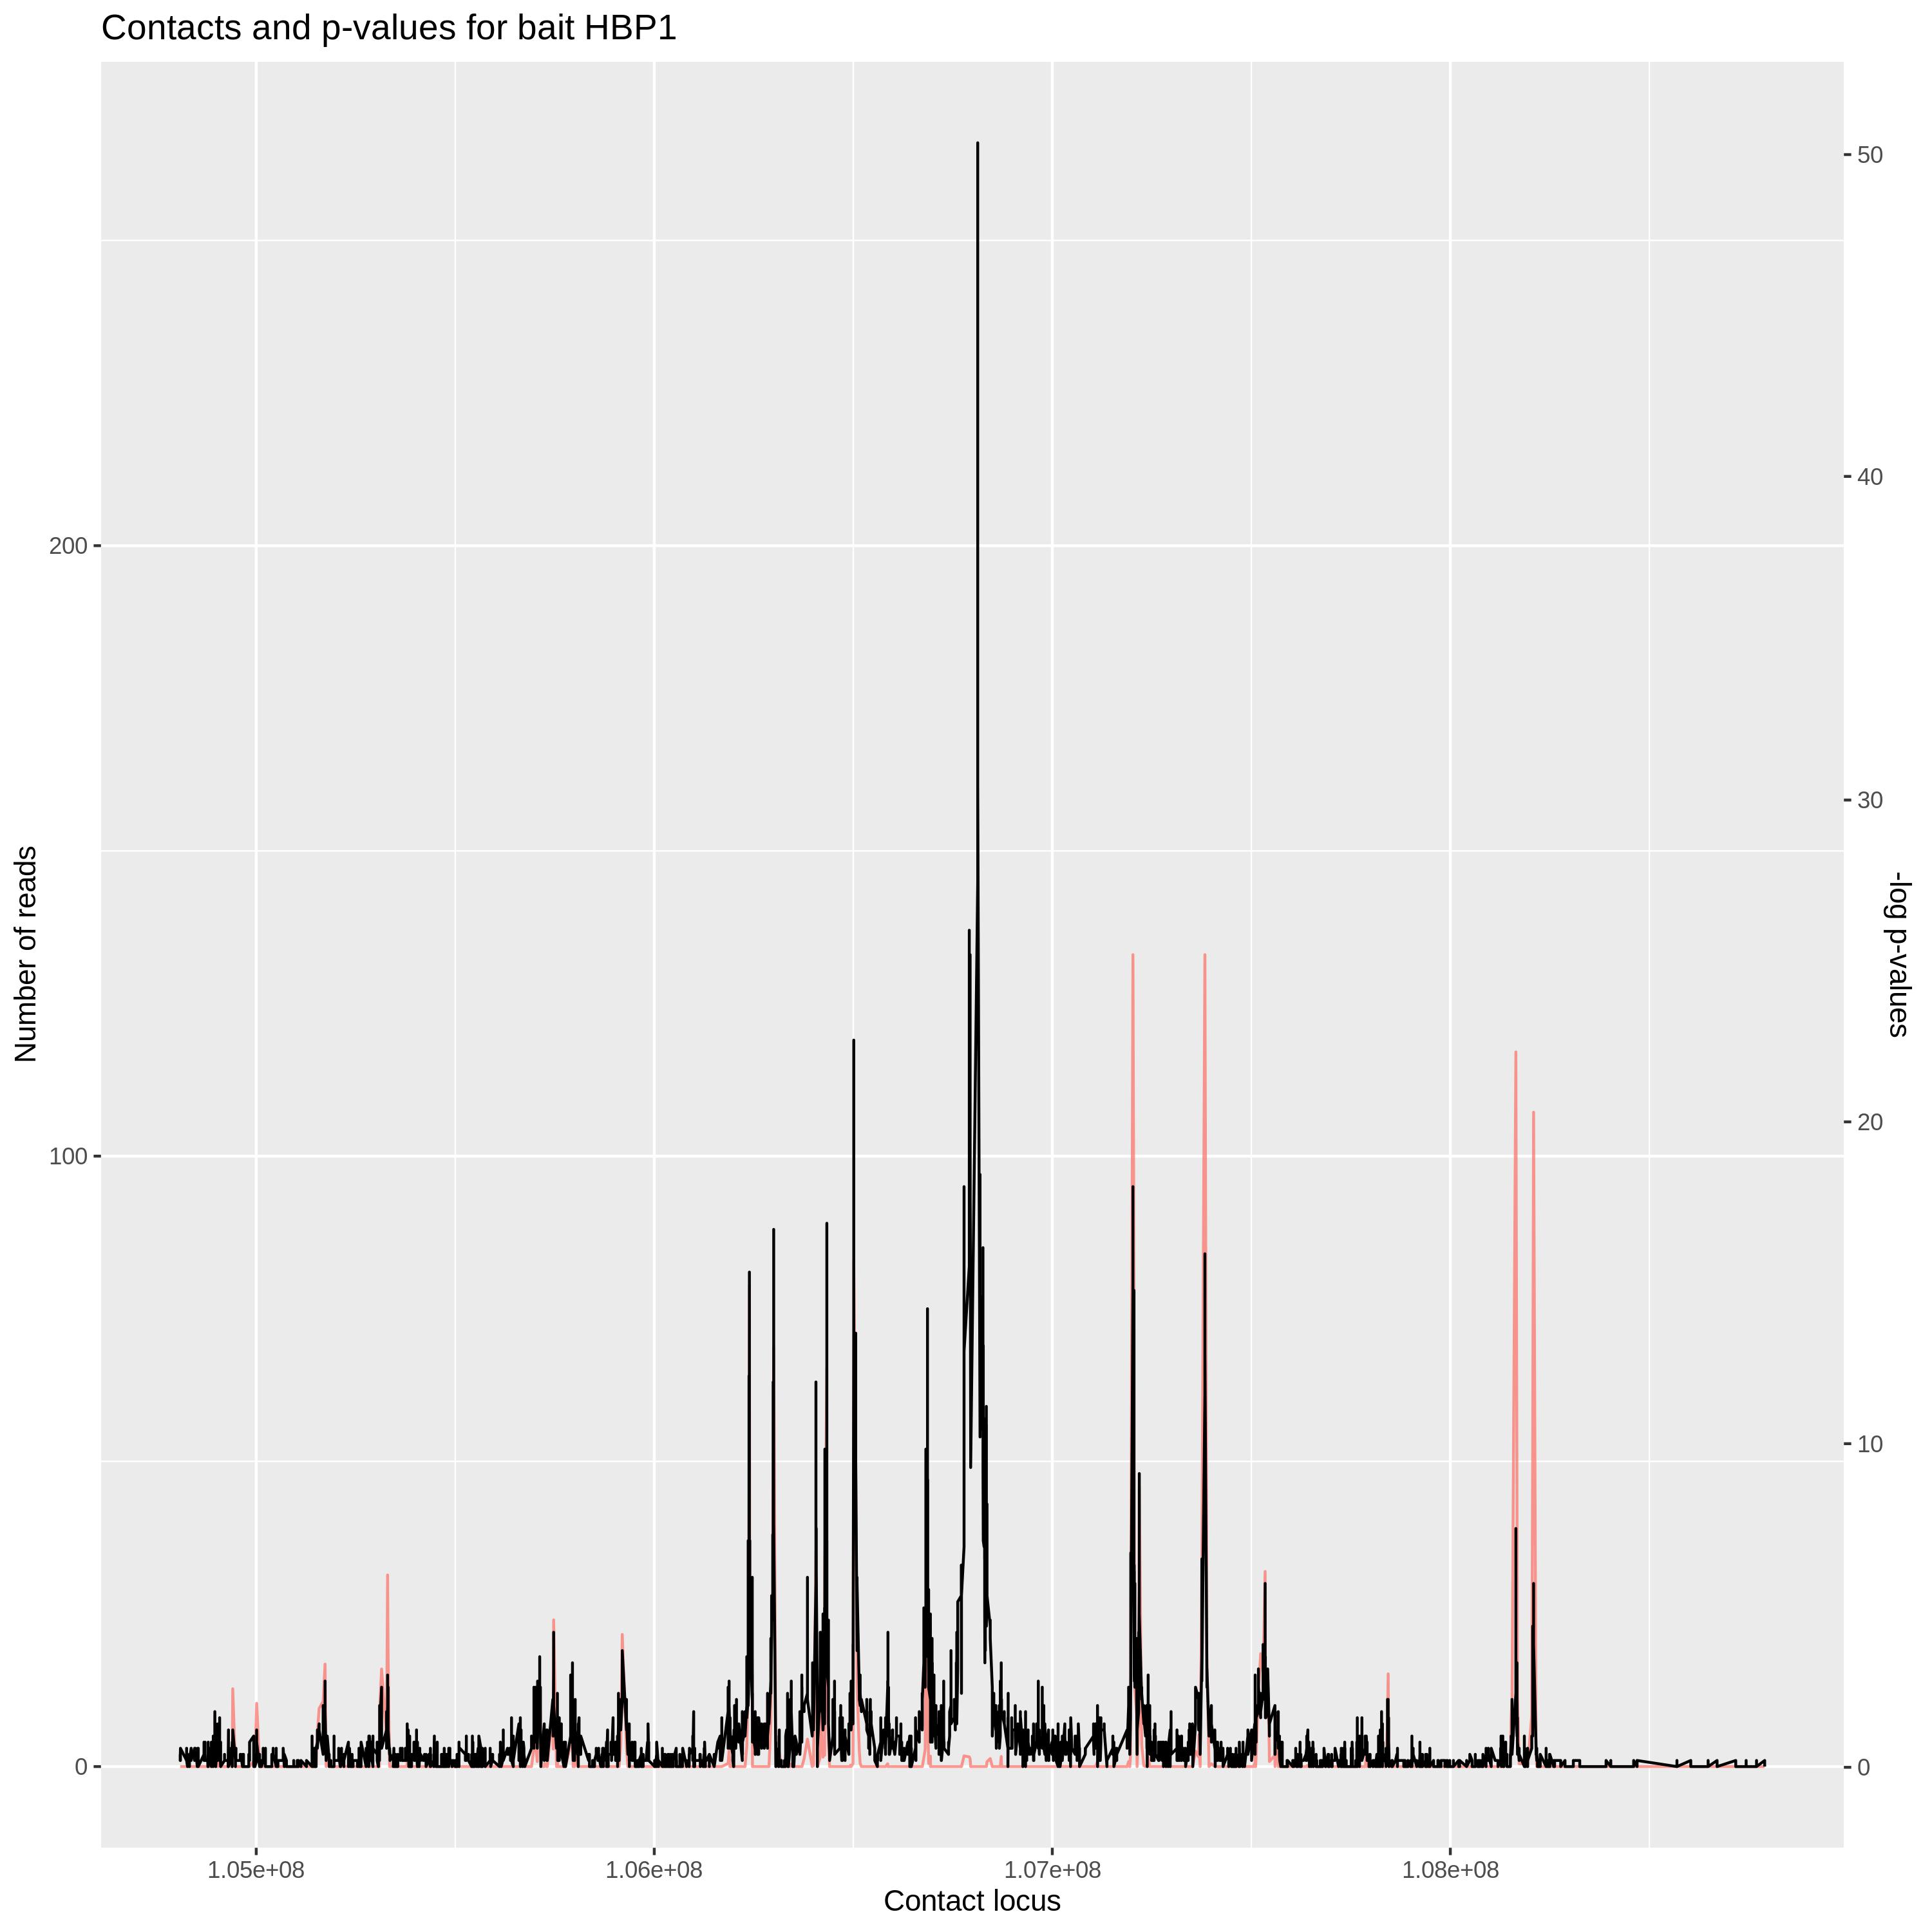 Contacts and p-values for bait HBP1
Number of reads
200
100
0
50
40
30
20
10
0
-log p-values
1.05e+08
1.06e+08
1.07e+08
1.08e+08
Contact locus